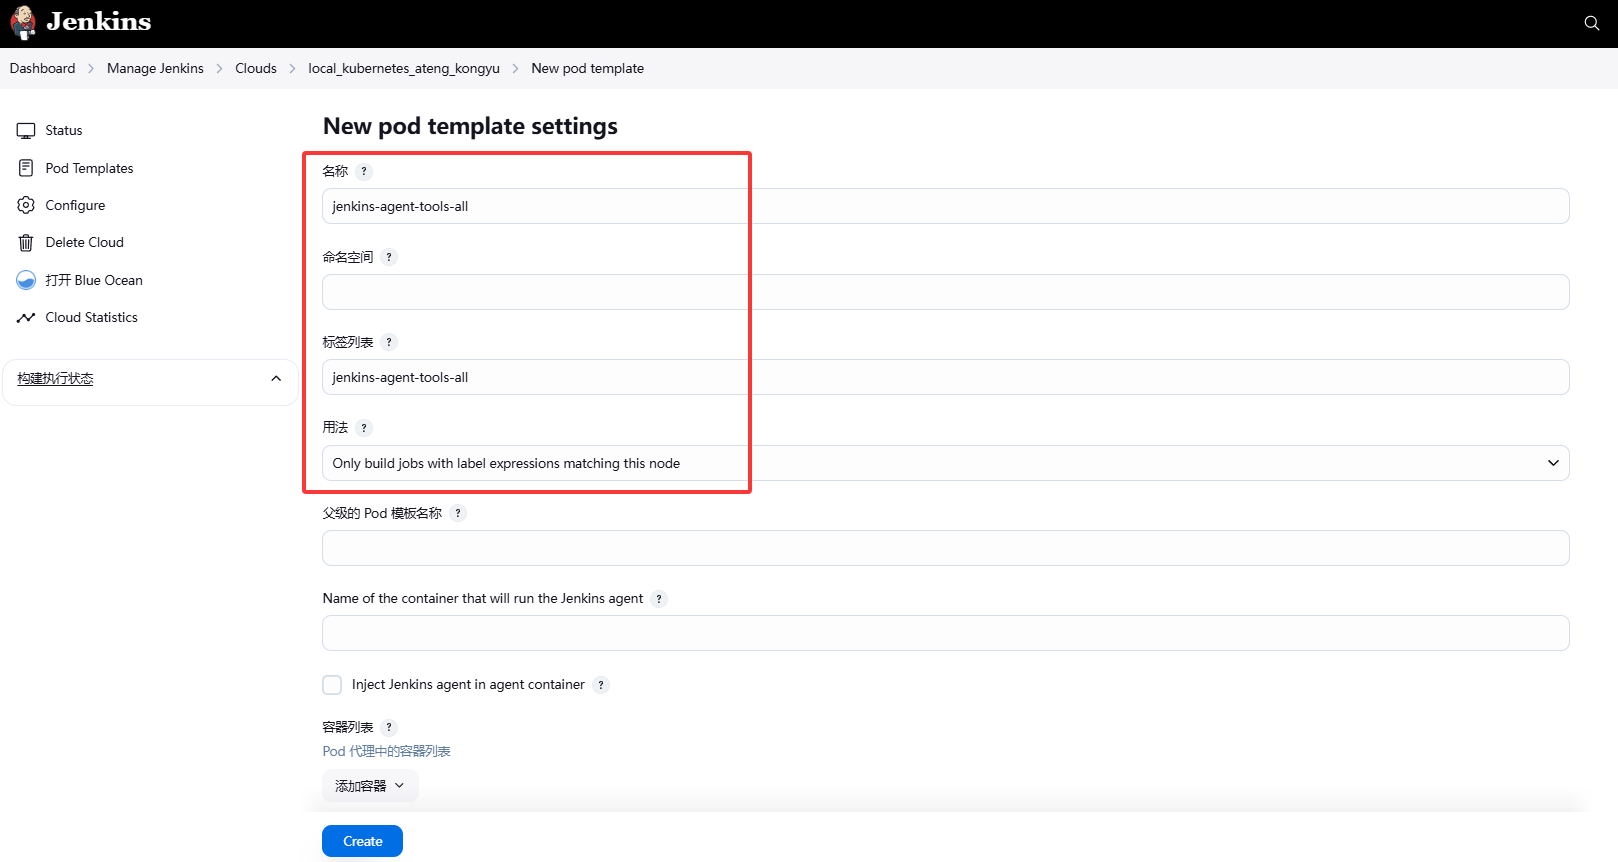 Jenkins
Dashboard > Manage Jenkins > Clouds > local_kubernetes_ateng_kongyu > New pod template
Status
Pod Templates
Configure
Delete Cloud
打开 Blue Ocean
Cloud Statistics
构建执行状态
New pod template settings
名称 ?
jenkins-agent-tools-all
命名空间 ?
标签列表 ?
jenkins-agent-tools-all
用法 ?
Only build jobs with label expressions matching this node
父级的 Pod 模板名称 ?
Name of the container that will run the Jenkins agent ?
Inject Jenkins agent in agent container ?
容器列表 ?
Pod 代理中的容器列表
添加容器
Create